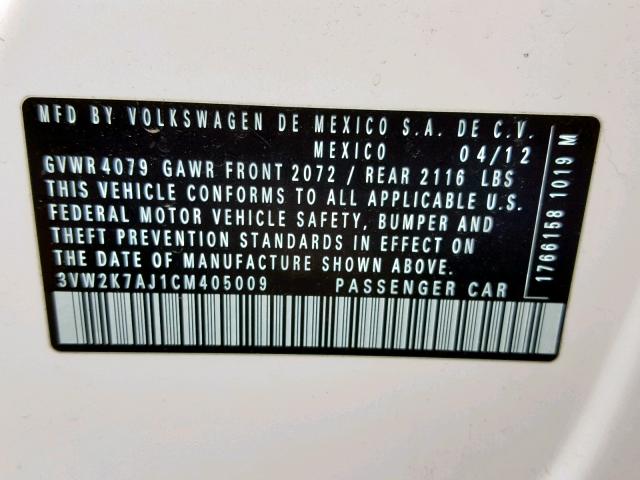 MFD BY VOLKSWAGEN DE MEXICO S.A. DE C.V.
MEXICO 04/12
GVWR 4079 GAWR FRONT 2072 / REAR 2116 LBS
THIS VEHICLE CONFORMS TO ALL APPLICABLE U.S.
FEDERAL MOTOR VEHICLE SAFETY, BUMPER AND
THEFT PREVENTION STANDARDS IN EFFECT ON
THE DATE OF MANUFACTURE SHOWN ABOVE.
3VW2K7AJ1CM405009 PASSENGER CAR
1766158 1019 M